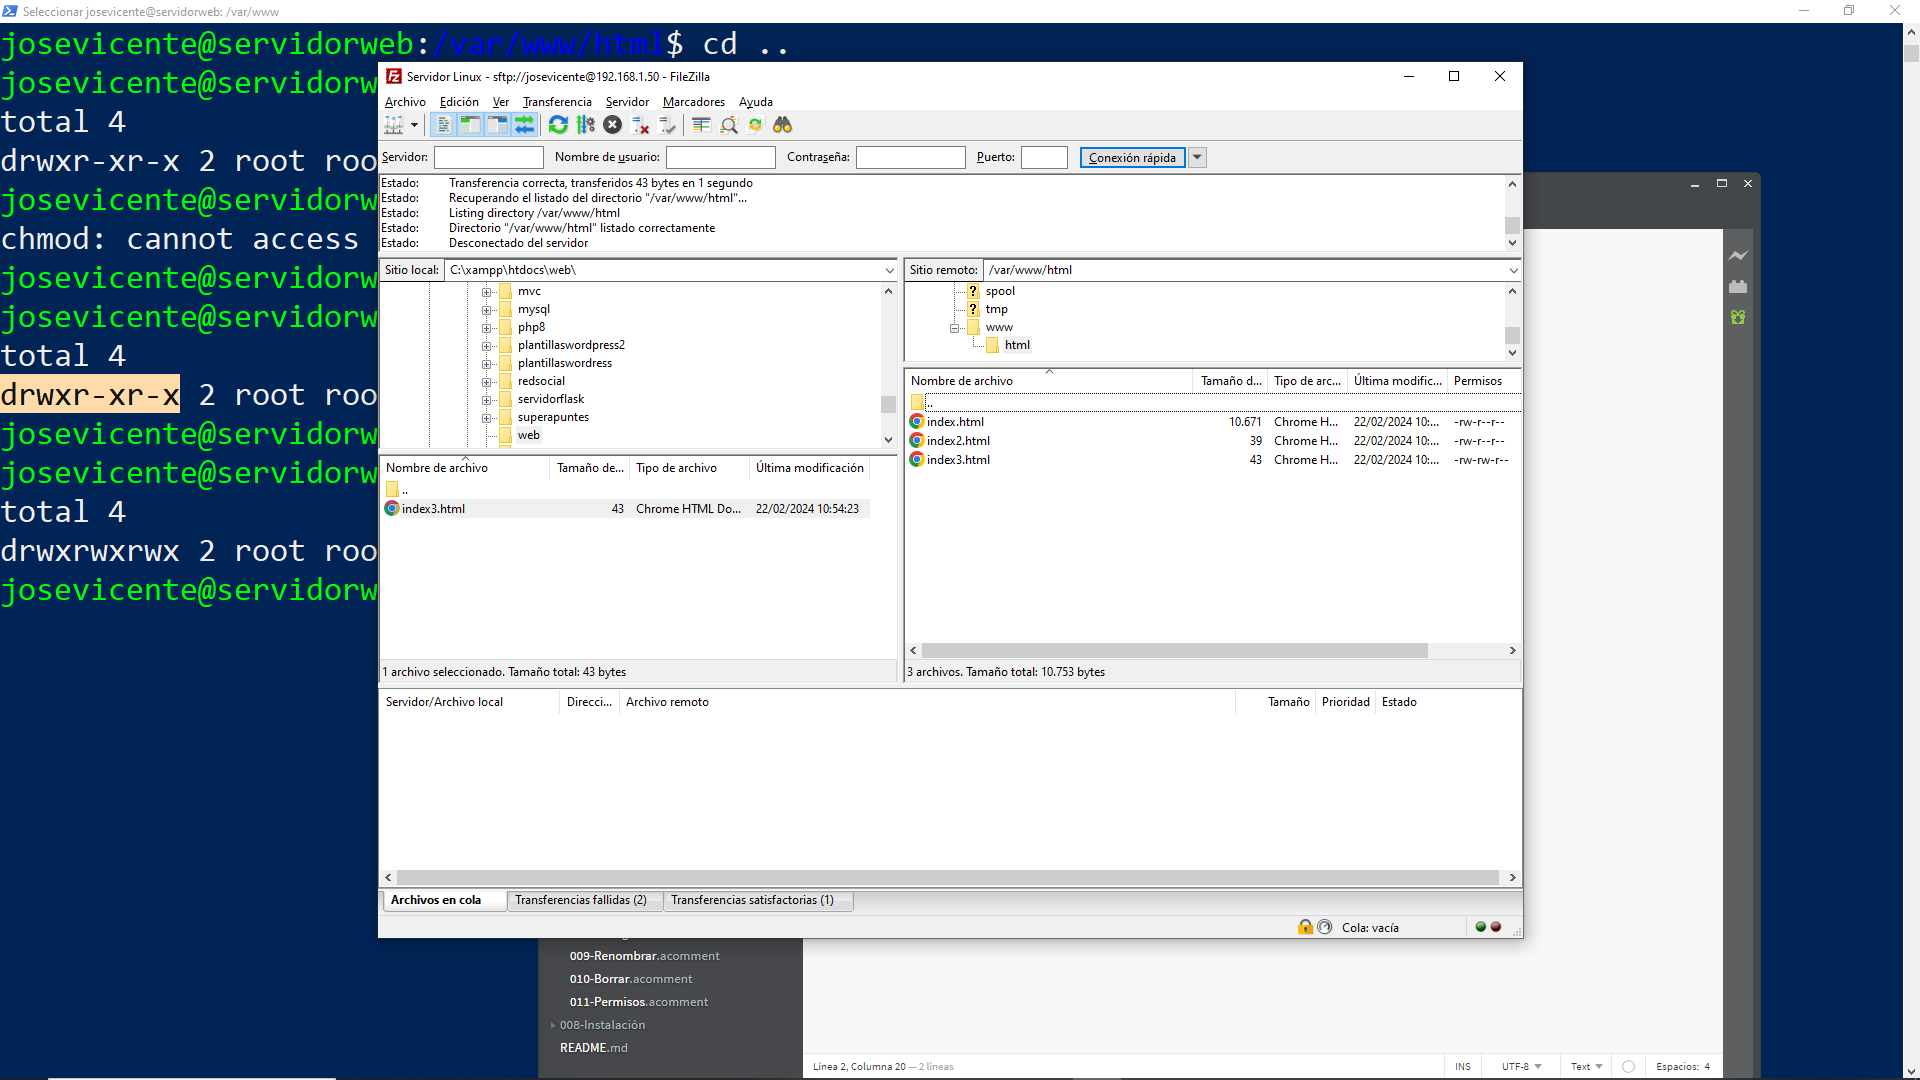 Seleccionar josevicente@servidorweb: /var/www
josevicente@servidorweb:/var/www/html$ cd ..
josevicente@servidorw
total 4
drwxr-xr-x 2 root roo
josevicente@servidorw
chmod: cannot access
josevicente@servidorw
josevicente@servidorw
total 4
drwxr-xr-x 2 root roo
josevicente@servidorw
josevicente@servidorw
total 4
drwxrwxrwx 2 root roo
josevicente@servidorw
Servidor Linux - sftp://josevicente@192.168.1.50 - FileZilla
Archivo Edición Ver Transferencia Servidor Marcadores Ayuda
Servidor: Nombre de usuario: Contraseña: Puerto: Conexión rápida
Estado: Transferencia correcta, transferidos 43 bytes en 1 segundo
Estado: Recuperando el listado del directorio "/var/www/html"...
Estado: Listing directory /var/www/html
Estado: Directorio "/var/www/html" listado correctamente
Estado: Desconectado del servidor
Sitio local: C:\xampp\htdocs\web\
mvc
mysql
php8
plantillaswordpress2
plantillaswordress
redsocial
servidorflask
superapuntes
web
Nombre de archivo Tamaño de... Tipo de archivo Última modificación
..
index3.html 43 Chrome HTML Do... 22/02/2024 10:54:23
1 archivo seleccionado. Tamaño total: 43 bytes
Sitio remoto: /var/www/html
spool
tmp
www
html
Nombre de archivo Tamaño d... Tipo de arc... Última modific... Permisos
..
index.html 10.671 Chrome H... 22/02/2024 10:... -rw-r--r--
index2.html 39 Chrome H... 22/02/2024 10:... -rw-r--r--
index3.html 43 Chrome H... 22/02/2024 10:... -rw-rw-r--
3 archivos. Tamaño total: 10.753 bytes
Servidor/Archivo local Direcci... Archivo remoto Tamaño Prioridad Estado
Archivos en cola Transferencias fallidas (2) Transferencias satisfactorias (1)
Cola: vacía
009-Renombrar.acomment
010-Borrar.acomment
011-Permisos.acomment
008-Instalación
README.md
Línea 2, Columna 20 — 2 líneas INS UTF-8 Text Espacios: 4